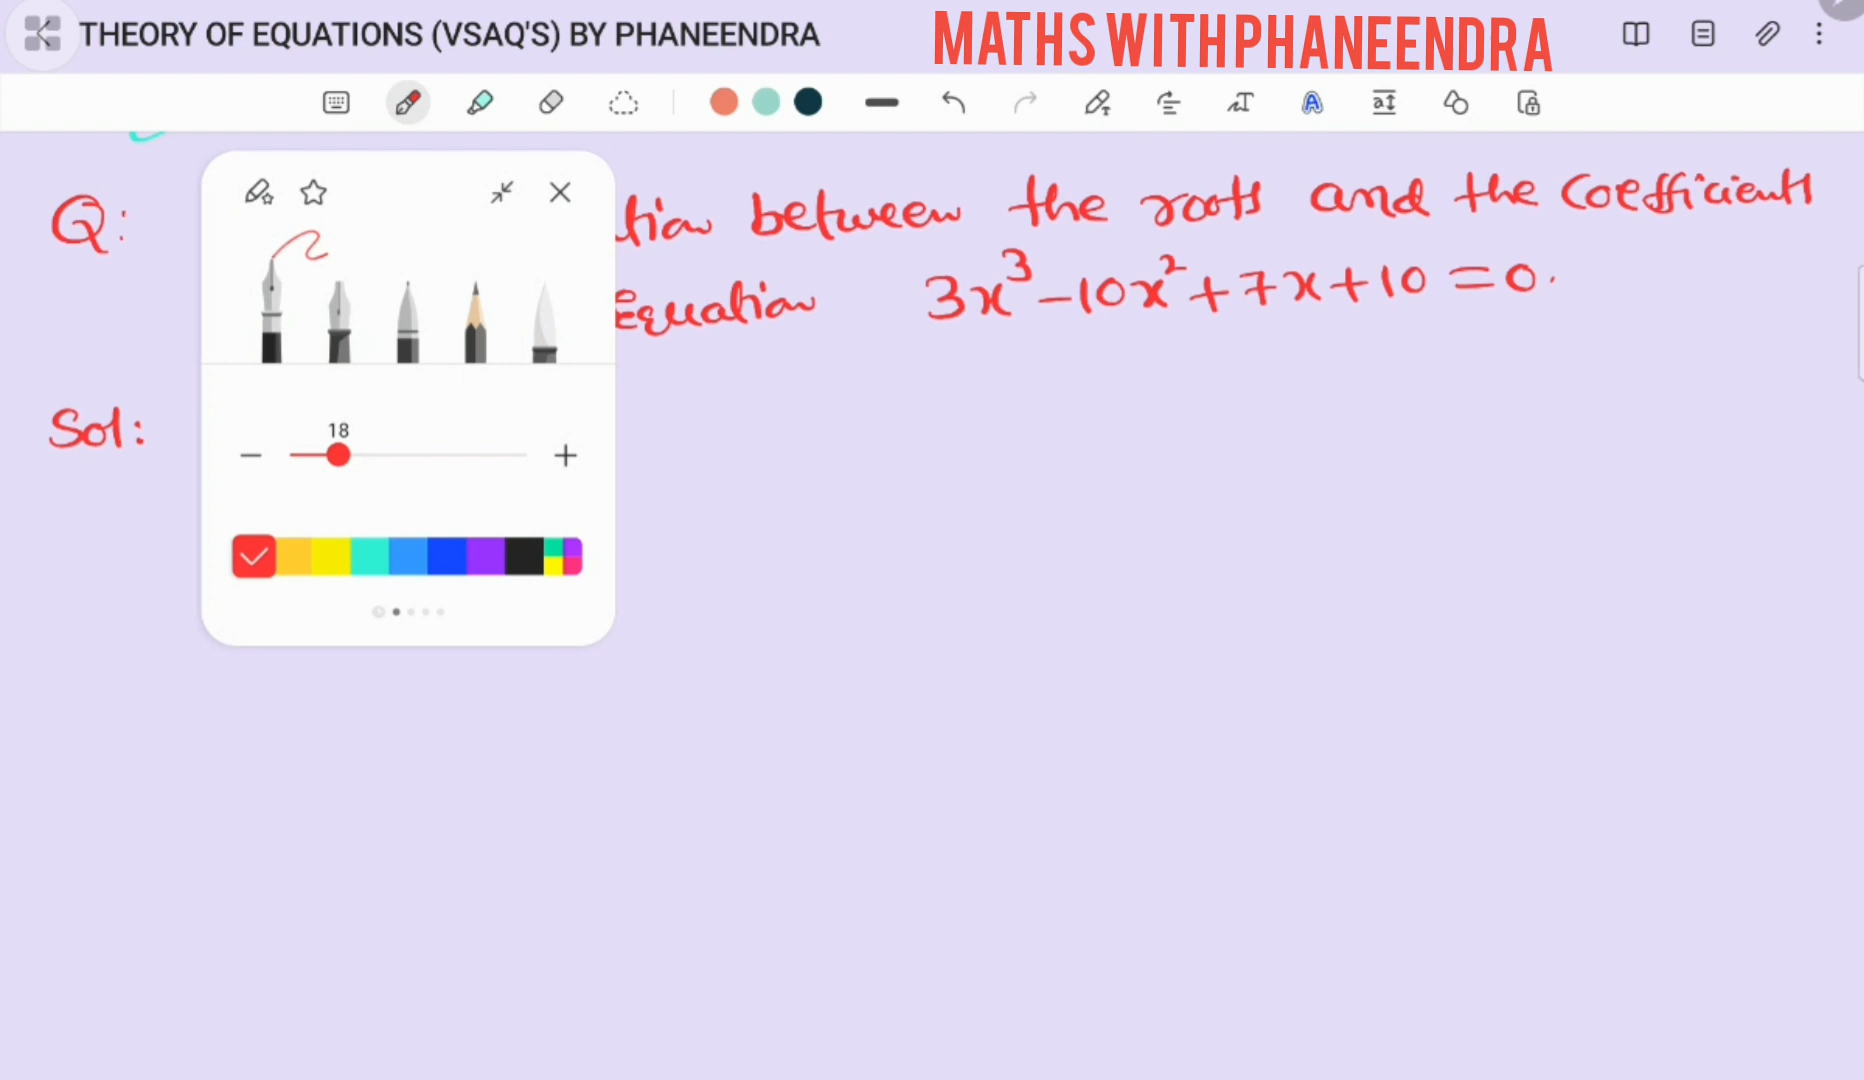 THEORY OF EQUATIONS (VSAQ'S) BY PHANEENDRA
MATHS WITH PHANEENDRA
Q: between the roots and the coefficients
Equation 3x³-10x²+7x+10=0.
Sol:
18